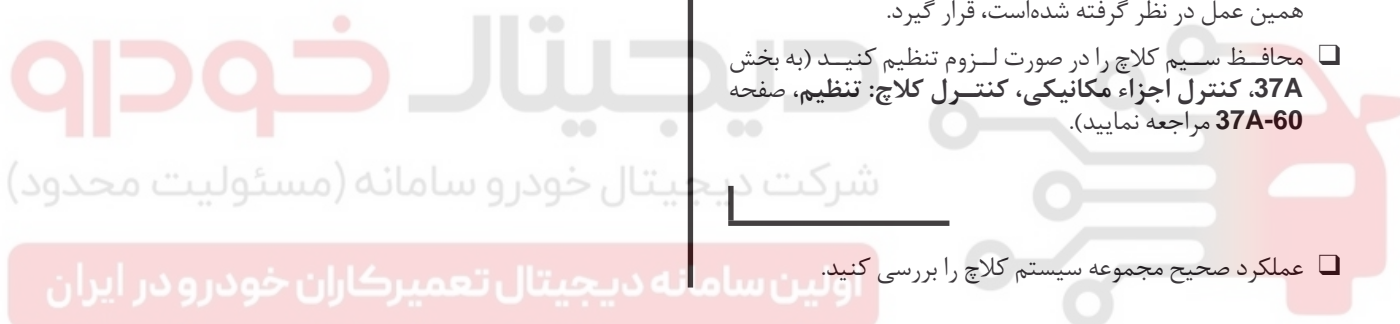 همین عمل در نظر گرفته شده‌است، قرار گیرد.
❑ محافظ سیم کلاچ را در صورت لزوم تنظیم کنید (به بخش
37A، کنترل اجزاء مکانیکی، کنترل کلاچ: تنظیم، صفحه
37A-60 مراجعه نمایید).
❑ عملکرد صحیح مجموعه سیستم کلاچ را بررسی کنید.
دیجیتال خودرو
شرکت دیجیتال خودرو سامانه (مسئولیت محدود)
اولین سامانه دیجیتال تعمیرکاران خودرو در ایران